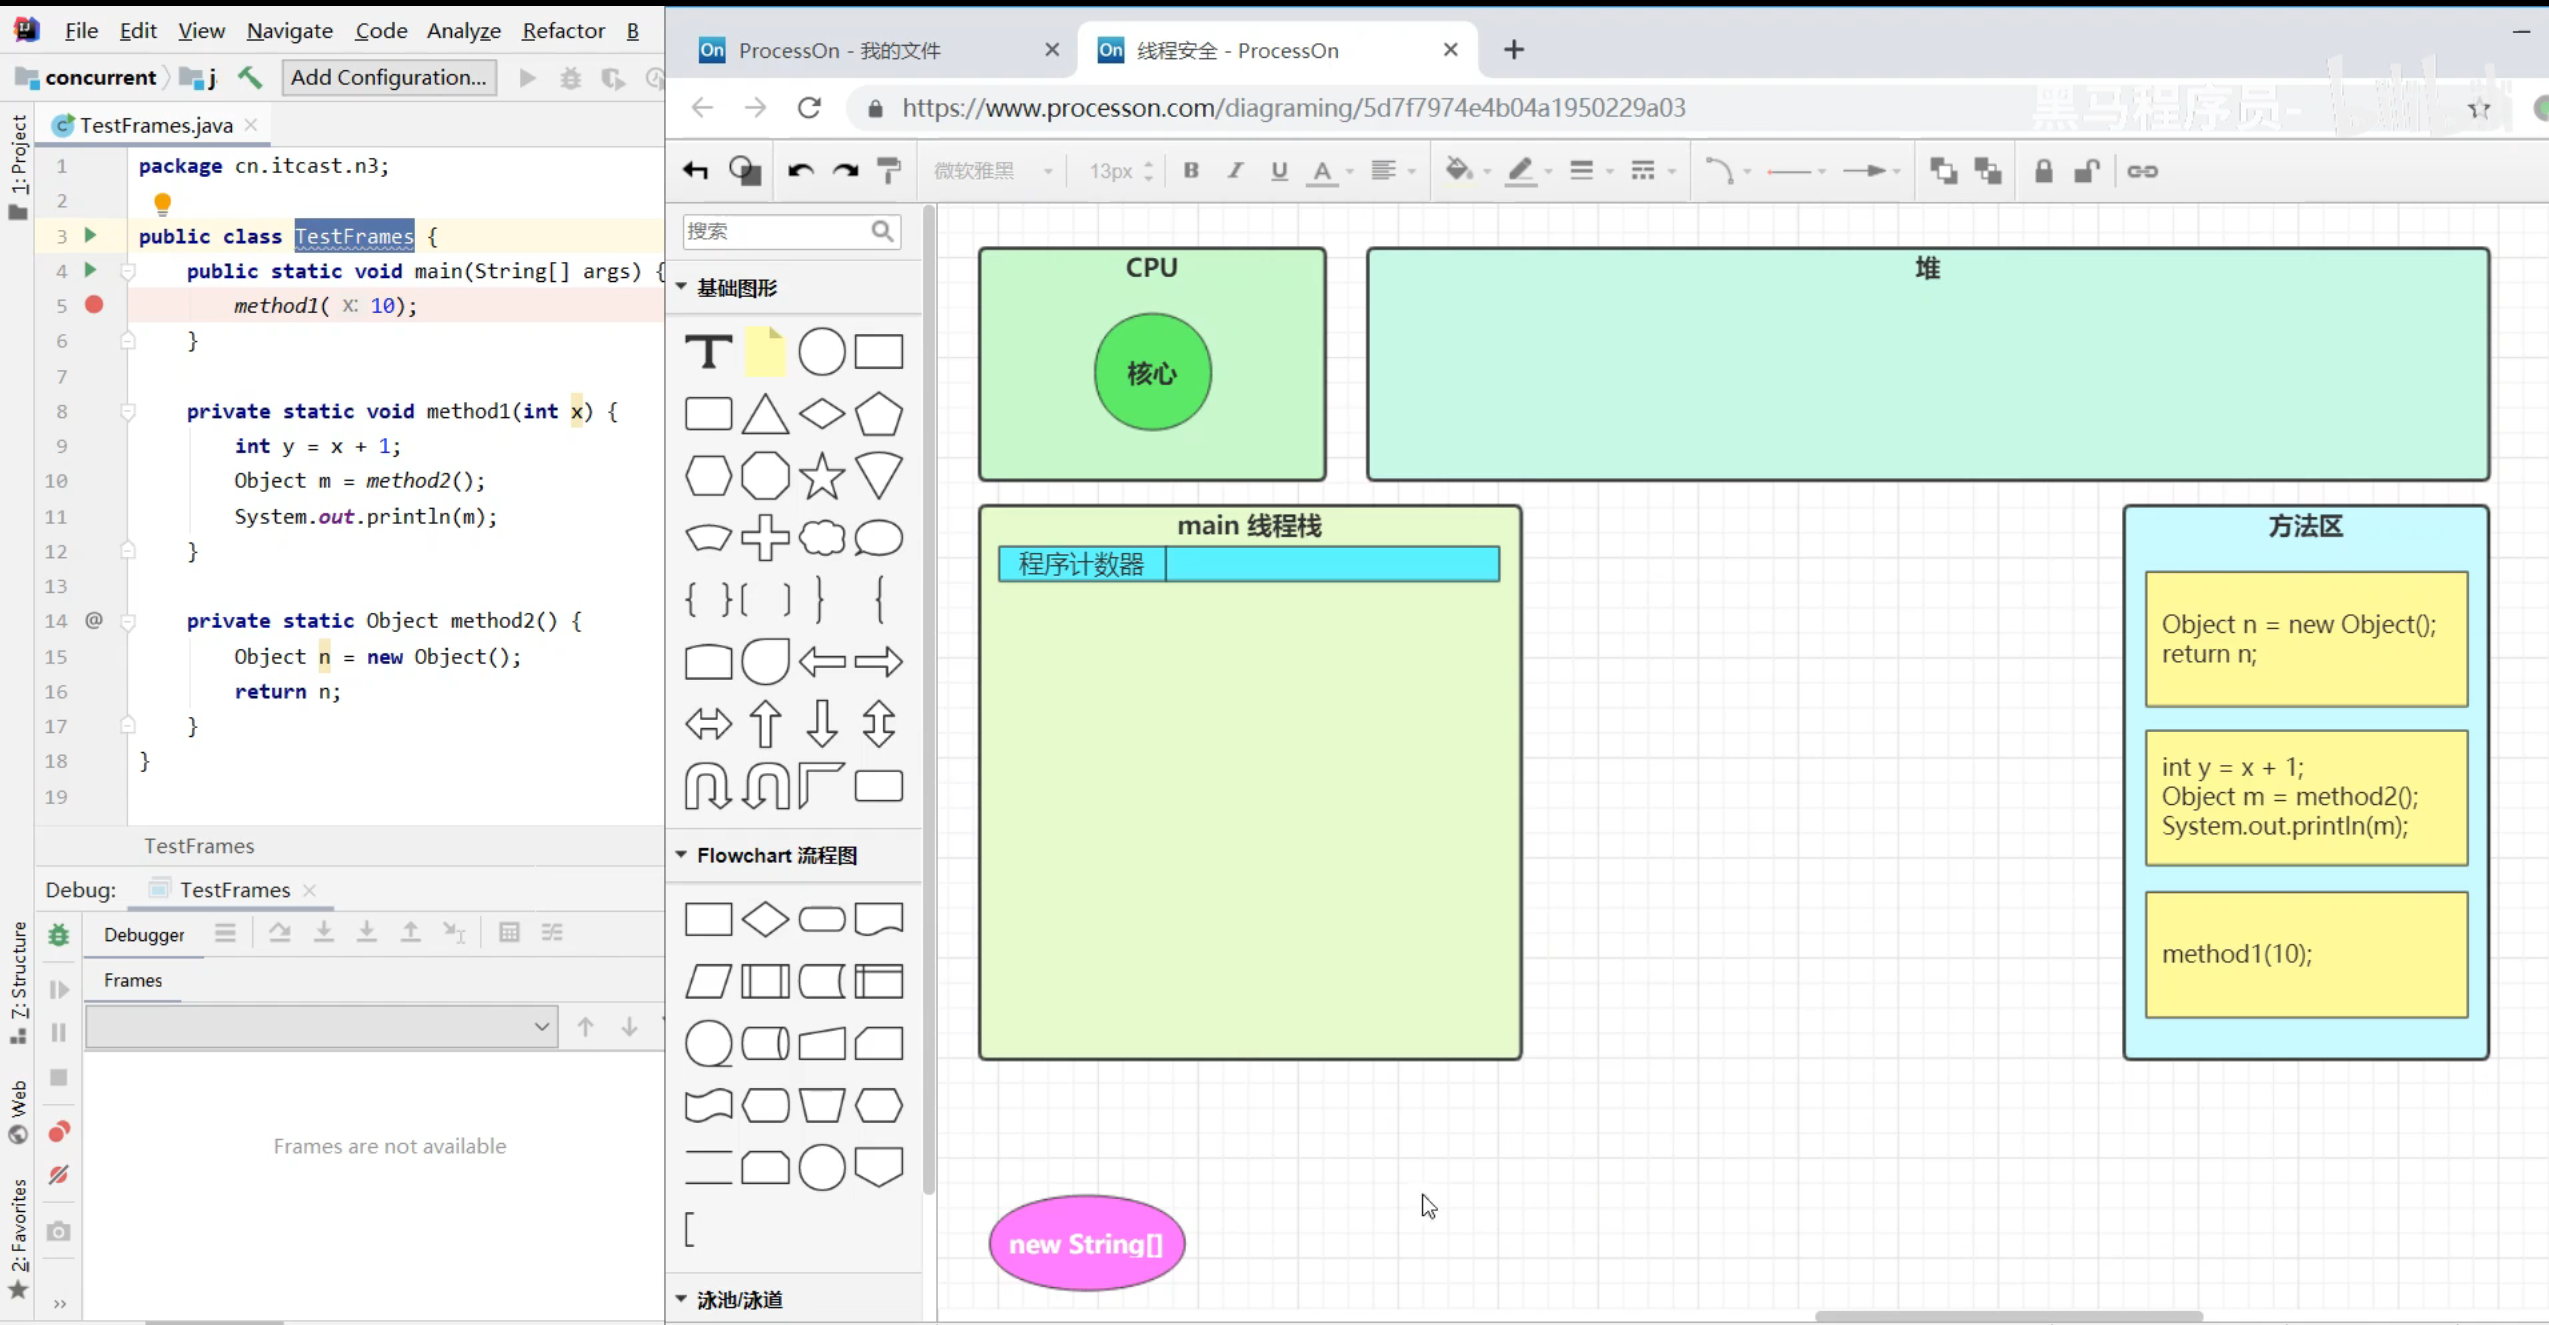 File Edit View Navigate Code Analyze Refactor B
concurrent j Add Configuration...
TestFrames.java
1: Project
1 package cn.itcast.n3;
2
3 public class TestFrames {
4 public static void main(String[] args) {
5 method1( x: 10);
6 }
7
8 private static void method1(int x) {
9 int y = x + 1;
10 Object m = method2();
11 System.out.println(m);
12 }
13
14 @ private static Object method2() {
15 Object n = new Object();
16 return n;
17 }
18 }
19
TestFrames
Debug: TestFrames
Debugger
Frames
Frames are not available
7: Structure
Web
2: Favorites
On ProcessOn - 我的文件
On 线程安全 - ProcessOn
https://www.processon.com/diagraming/5d7f7974e4b04a1950229a03
黑马程序员-
微软雅黑 13px B I U A
搜索
基础图形
T
Flowchart 流程图
泳池/泳道
CPU
核心
堆
main 线程栈
程序计数器
方法区
Object n = new Object();
return n;
int y = x + 1;
Object m = method2();
System.out.println(m);
method1(10);
new String[]